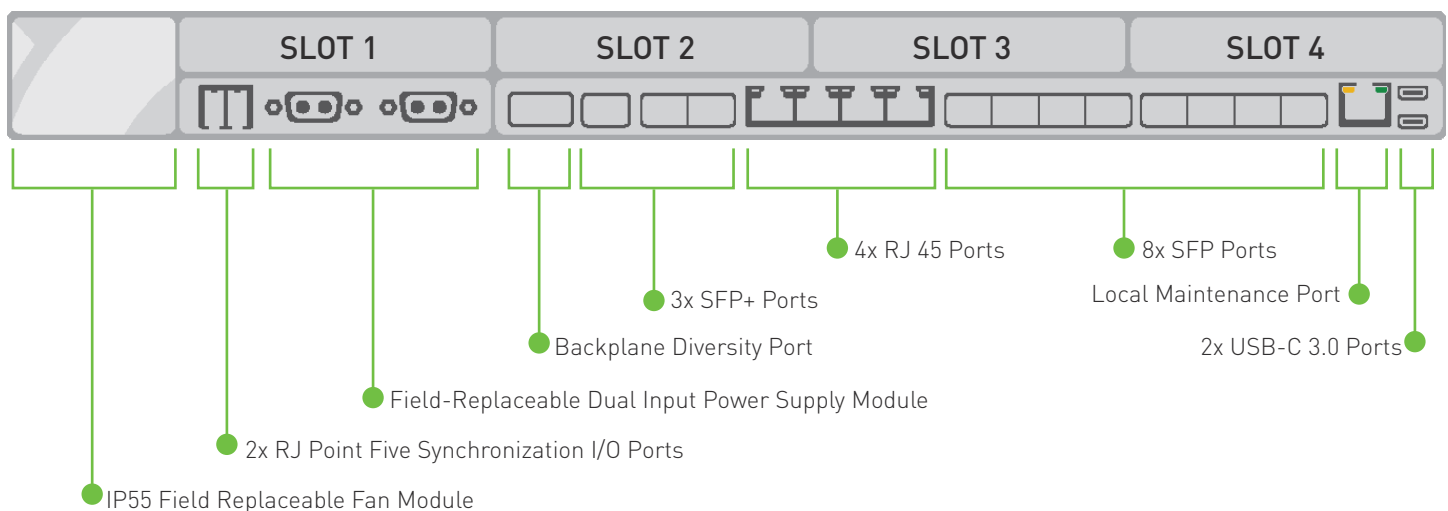 SLOT 1
SLOT 2
SLOT 3
SLOT 4
4x RJ 45 Ports
8x SFP Ports
3x SFP+ Ports
Local Maintenance Port
Backplane Diversity Port
2x USB-C 3.0 Ports
Field-Replaceable Dual Input Power Supply Module
2x RJ Point Five Synchronization I/O Ports
IP55 Field Replaceable Fan Module